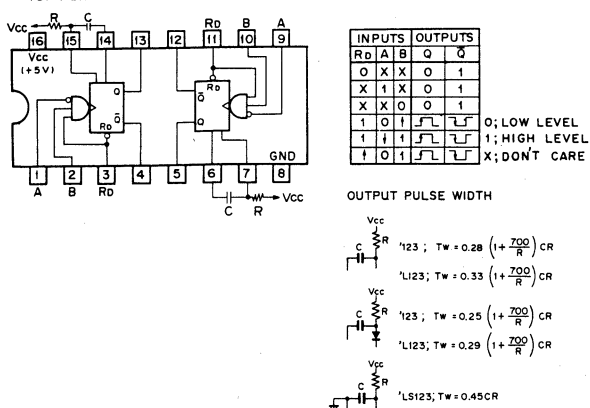 Vcc R C
16 15 14 13 12 11 10 9
RD B A
Vcc
(+5V)
Q
Q̅
RD
RD
Q̅
Q
GND
1 2 3 4 5 6 7 8
A B RD
C R Vcc
INPUTS OUTPUTS
RD A B Q Q̅
0 X X 0 1
X 1 X 0 1
X X 0 0 1
1 0 ↑
1 ↓ 1
↑ 0 1
0; LOW LEVEL
1; HIGH LEVEL
X; DON'T CARE
OUTPUT PULSE WIDTH
Vcc
R
C
'123 ; TW = 0.28 (1+ 700/R) CR
'L123; TW = 0.33 (1+ 700/R) CR
Vcc
R
C
'123 ; TW = 0.25 (1+ 700/R) CR
'L123; TW = 0.29 (1+ 700/R) CR
Vcc
R
C
'LS123; TW = 0.45CR